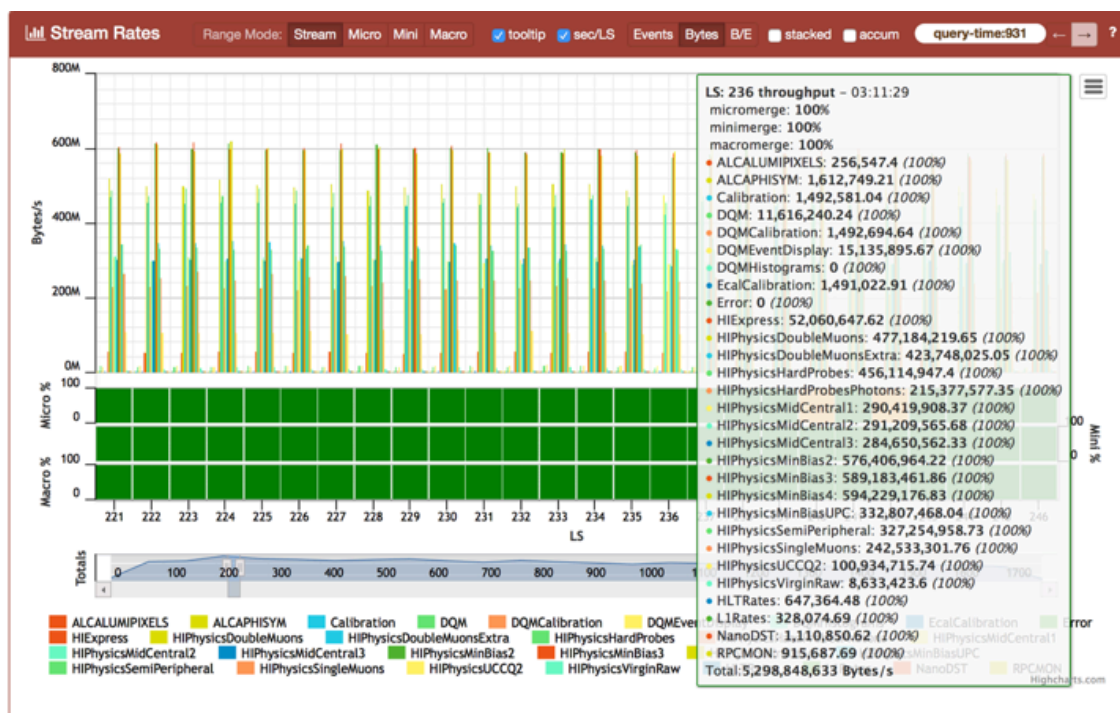 Stream Rates Range Mode: Stream Micro Mini Macro tooltip sec/LS Events Bytes B/E stacked accum query-time:931 ← → ?
800M
600M
400M
200M
0M
Bytes/s
100
0
Micro %
100
0
Macro %
100
0
Mini %
221 222 223 224 225 226 227 228 229 230 231 232 233 234 235 236 246
LS
LS: 236 throughput - 03:11:29
micromerge: 100%
minimerge: 100%
macromerge: 100%
ALCALUMIPIXELS: 256,547.4 (100%)
ALCAPHISYM: 1,612,749.21 (100%)
Calibration: 1,492,581.04 (100%)
DQM: 11,616,240.24 (100%)
DQMCalibration: 1,492,694.64 (100%)
DQMEventDisplay: 15,135,895.67 (100%)
DQMHistograms: 0 (100%)
EcalCalibration: 1,491,022.91 (100%)
Error: 0 (100%)
HIExpress: 52,060,647.62 (100%)
HIPhysicsDoubleMuons: 477,184,219.65 (100%)
HIPhysicsDoubleMuonsExtra: 423,748,025.05 (100%)
HIPhysicsHardProbes: 456,114,947.4 (100%)
HIPhysicsHardProbesPhotons: 215,377,577.35 (100%)
HIPhysicsMidCentral1: 290,419,908.37 (100%)
HIPhysicsMidCentral2: 291,209,565.68 (100%)
HIPhysicsMidCentral3: 284,650,562.33 (100%)
HIPhysicsMinBias2: 576,406,964.22 (100%)
HIPhysicsMinBias3: 589,183,461.86 (100%)
HIPhysicsMinBias4: 594,229,176.83 (100%)
HIPhysicsMinBiasUPC: 332,807,468.04 (100%)
HIPhysicsSemiPeripheral: 327,254,958.73 (100%)
HIPhysicsSingleMuons: 242,533,301.76 (100%)
HIPhysicsUCCQ2: 100,934,715.74 (100%)
HIPhysicsVirginRaw: 8,633,423.6 (100%)
HLTRates: 647,364.48 (100%)
L1Rates: 328,074.69 (100%)
NanoDST: 1,110,850.62 (100%)
RPCMON: 915,687.69 (100%)
Total:5,298,848,633 Bytes/s
Totals
0 100 200 300 400 500 600 700 800 900 1000 1100 1200 1700
ALCALUMIPIXELS ALCAPHISYM Calibration DQM DQMCalibration DQMEventDisplay EcalCalibration Error
HIExpress HIPhysicsDoubleMuons HIPhysicsDoubleMuonsExtra HIPhysicsHardProbes HIPhysicsMidCentral1
HIPhysicsMidCentral2 HIPhysicsMidCentral3 HIPhysicsMinBias2 HIPhysicsMinBias3 HIPhysicsMinBiasUPC
HIPhysicsSemiPeripheral HIPhysicsSingleMuons HIPhysicsUCCQ2 HIPhysicsVirginRaw NanoDST RPCMON
Highcharts.com